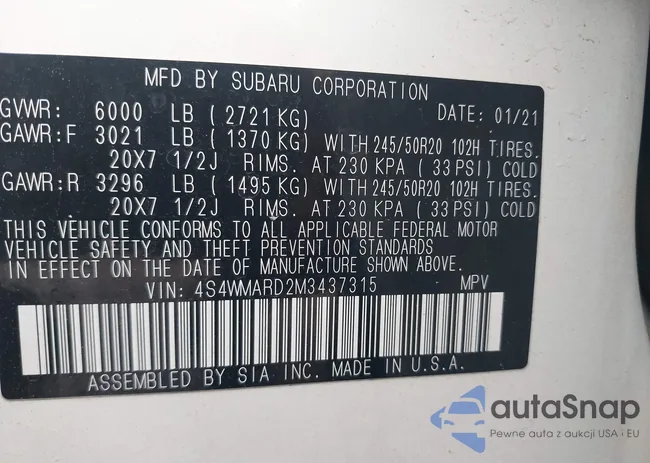 MFD BY SUBARU CORPORATION
GVWR: 6000 LB ( 2721 KG) DATE: 01/21
GAWR:F 3021 LB ( 1370 KG) WITH 245/50R20 102H TIRES.
20X7 1/2J RIMS. AT 230 KPA ( 33 PSI) COLD
GAWR:R 3296 LB ( 1495 KG) WITH 245/50R20 102H TIRES.
20X7 1/2J RIMS. AT 230 KPA ( 33 PSI) COLD
THIS VEHICLE CONFORMS TO ALL APPLICABLE FEDERAL MOTOR
VEHICLE SAFETY AND THEFT PREVENTION STANDARDS
IN EFFECT ON THE DATE OF MANUFACTURE SHOWN ABOVE.
VIN: 4S4WMARD2M3437315 MPV
ASSEMBLED BY SIA INC. MADE IN U.S.A.
autaSnap
Pewne auta z aukcji USA i EU